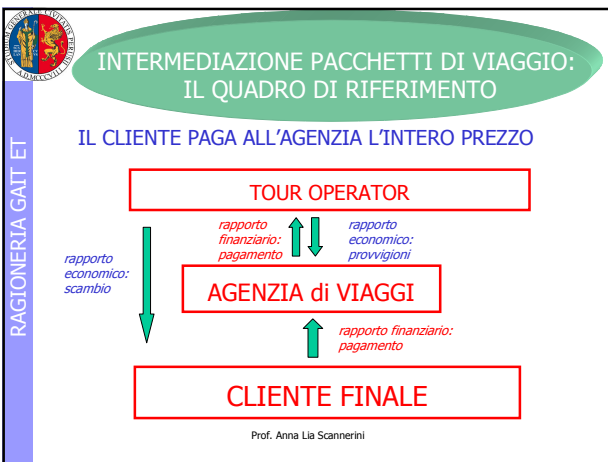 INTERMEDIAZIONE PACCHETTI DI VIAGGIO:
IL QUADRO DI RIFERIMENTO
RAGIONERIA GAIT ET
IL CLIENTE PAGA ALL'AGENZIA L'INTERO PREZZO
TOUR OPERATOR
rapporto
economico:
scambio
rapporto
finanziario:
pagamento
rapporto
economico:
provvigioni
AGENZIA di VIAGGI
rapporto finanziario:
pagamento
CLIENTE FINALE
Prof. Anna Lia Scannerini